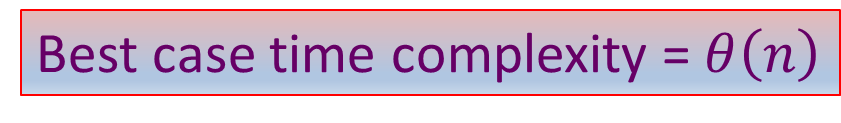 Best case time complexity = θ(n)